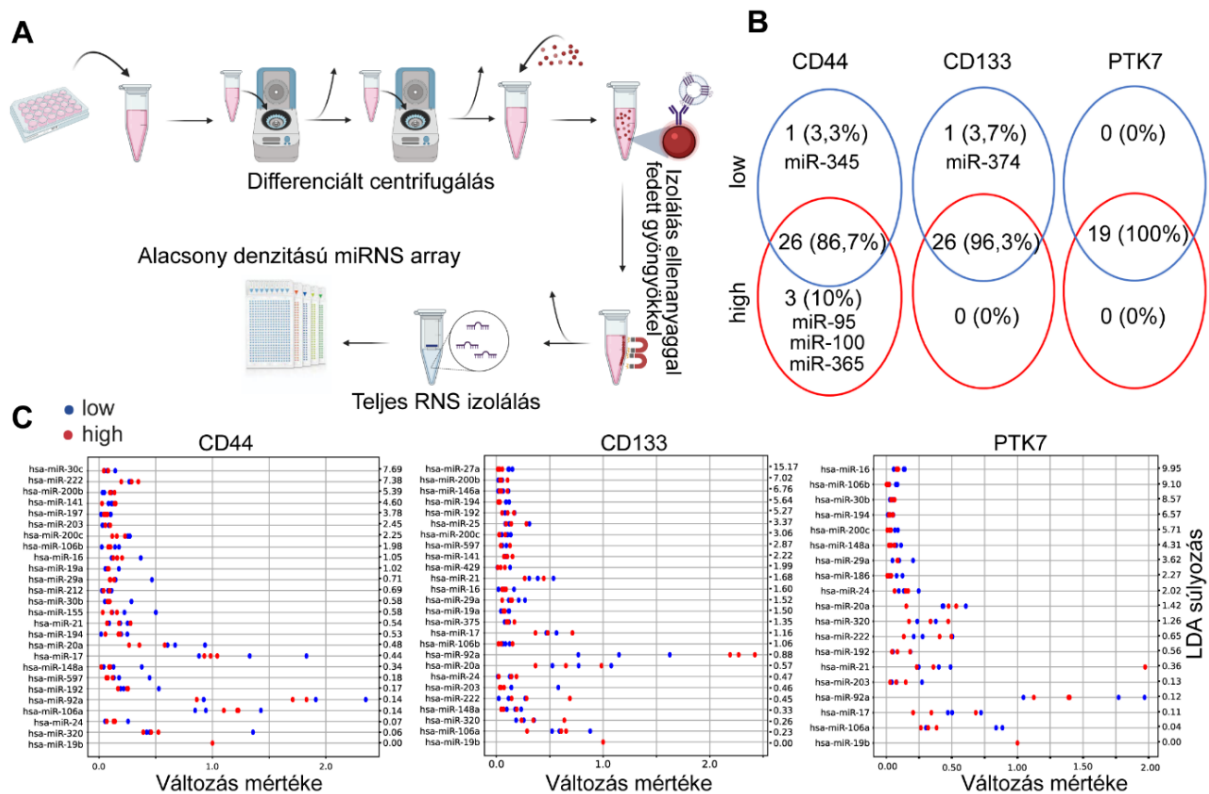 A
Differenciált centrifugálás
Izolálás ellenanyaggal
fedett gyöngyökkel
Alacsony denzitású miRNS array
Teljes RNS izolálás
B
CD44
CD133
PTK7
low
high
1 (3,3%)
miR-345
26 (86,7%)
3 (10%)
miR-95
miR-100
miR-365
1 (3,7%)
miR-374
26 (96,3%)
0 (0%)
0 (0%)
19 (100%)
0 (0%)
C
low
high
CD44
hsa-miR-30c 7.69
hsa-miR-222 7.38
hsa-miR-200b 5.39
hsa-miR-141 4.60
hsa-miR-197 3.78
hsa-miR-203 2.45
hsa-miR-200c 2.25
hsa-miR-106b 1.98
hsa-miR-16 1.05
hsa-miR-19a 1.02
hsa-miR-29a 0.71
hsa-miR-212 0.69
hsa-miR-30b 0.58
hsa-miR-155 0.58
hsa-miR-21 0.54
hsa-miR-194 0.53
hsa-miR-20a 0.48
hsa-miR-17 0.44
hsa-miR-148a 0.34
hsa-miR-597 0.18
hsa-miR-192 0.17
hsa-miR-92a 0.14
hsa-miR-106a 0.14
hsa-miR-24 0.07
hsa-miR-320 0.06
hsa-miR-19b 0.00
0.0 1.0 2.0
Változás mértéke
CD133
hsa-miR-27a 15.17
hsa-miR-200b 7.02
hsa-miR-146a 6.76
hsa-miR-194 5.64
hsa-miR-192 5.27
hsa-miR-25 3.37
hsa-miR-200c 3.06
hsa-miR-597 2.87
hsa-miR-141 2.22
hsa-miR-429 1.99
hsa-miR-21 1.68
hsa-miR-16 1.60
hsa-miR-29a 1.52
hsa-miR-19a 1.50
hsa-miR-375 1.35
hsa-miR-17 1.16
hsa-miR-106b 1.06
hsa-miR-92a 0.88
hsa-miR-20a 0.57
hsa-miR-24 0.47
hsa-miR-203 0.46
hsa-miR-222 0.45
hsa-miR-148a 0.33
hsa-miR-320 0.26
hsa-miR-106a 0.23
hsa-miR-19b 0.00
0.0 1.0 2.0
Változás mértéke
PTK7
hsa-miR-16 9.95
hsa-miR-106b 9.10
hsa-miR-30b 8.57
hsa-miR-194 6.57
hsa-miR-200c 5.71
hsa-miR-148a 4.31
hsa-miR-29a 3.62
hsa-miR-186 2.27
hsa-miR-24 2.02
hsa-miR-20a 1.42
hsa-miR-320 1.26
hsa-miR-222 0.65
hsa-miR-192 0.56
hsa-miR-21 0.36
hsa-miR-203 0.13
hsa-miR-92a 0.12
hsa-miR-17 0.11
hsa-miR-106a 0.04
hsa-miR-19b 0.00
0.00 0.50 1.00 1.50 2.00
Változás mértéke
LDA súlyozás